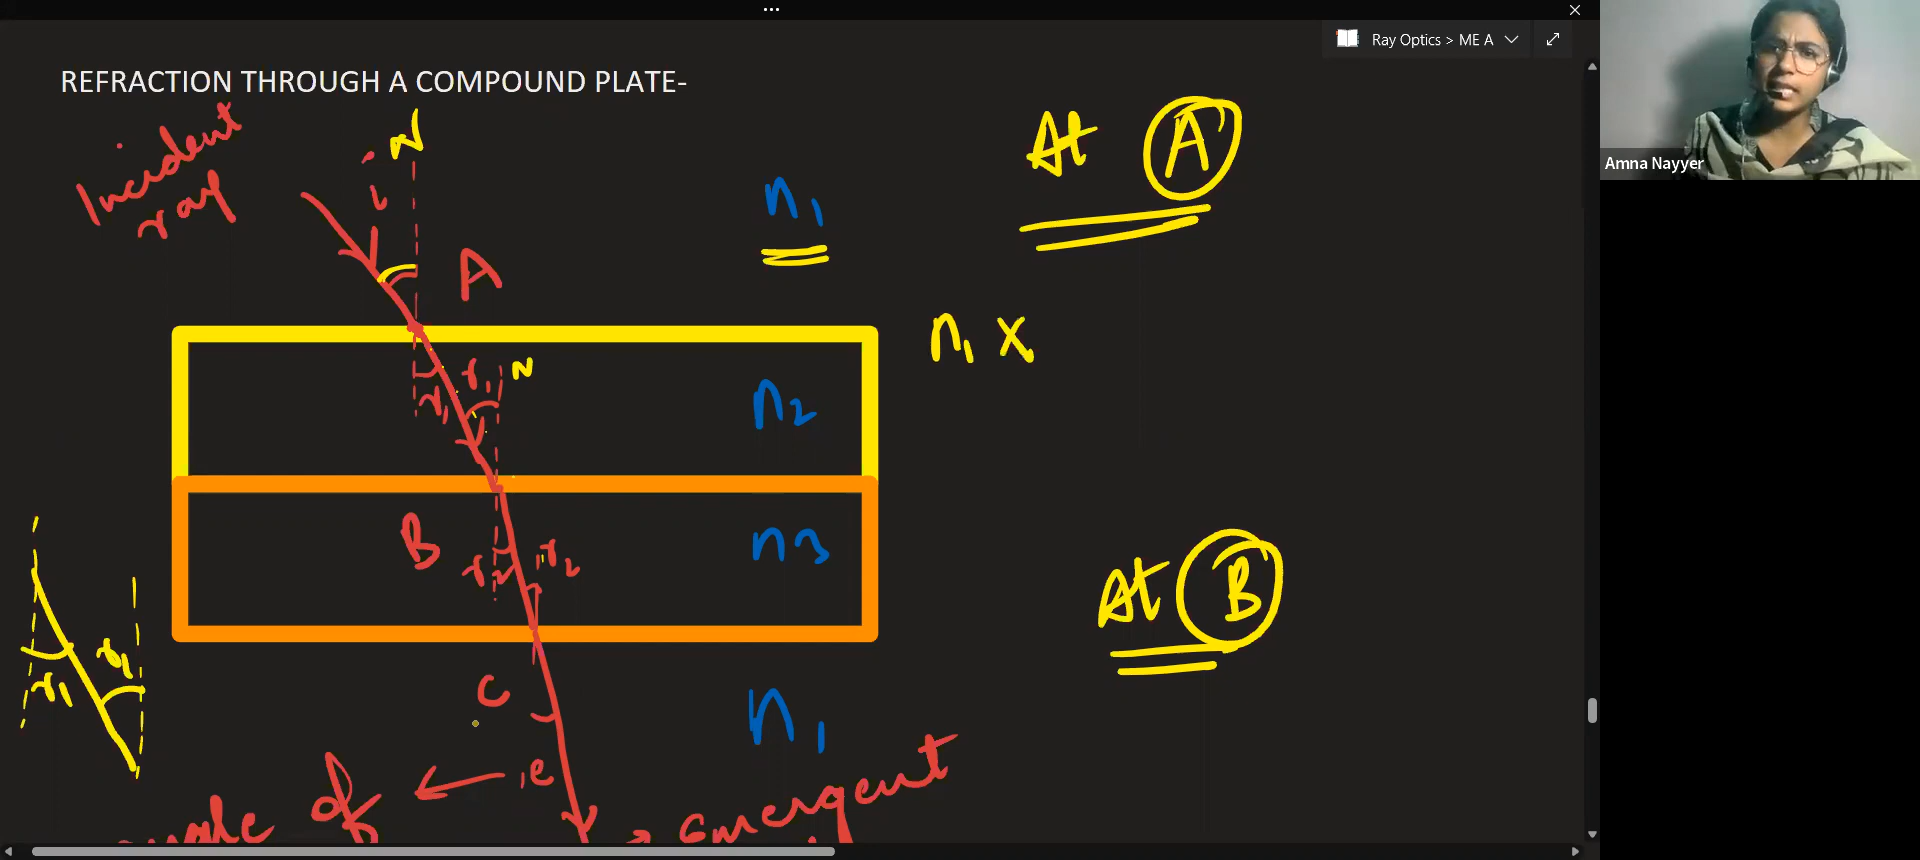 Ray Optics > ME A
Amna Nayyer
REFRACTION THROUGH A COMPOUND PLATE-
Incident
ray
i
N
A
n1
At A
n1 x
r1
r1
N
n2
B
r2
r2
n3
At B
r1
r1
C
n1
e
angle of
→ emergent